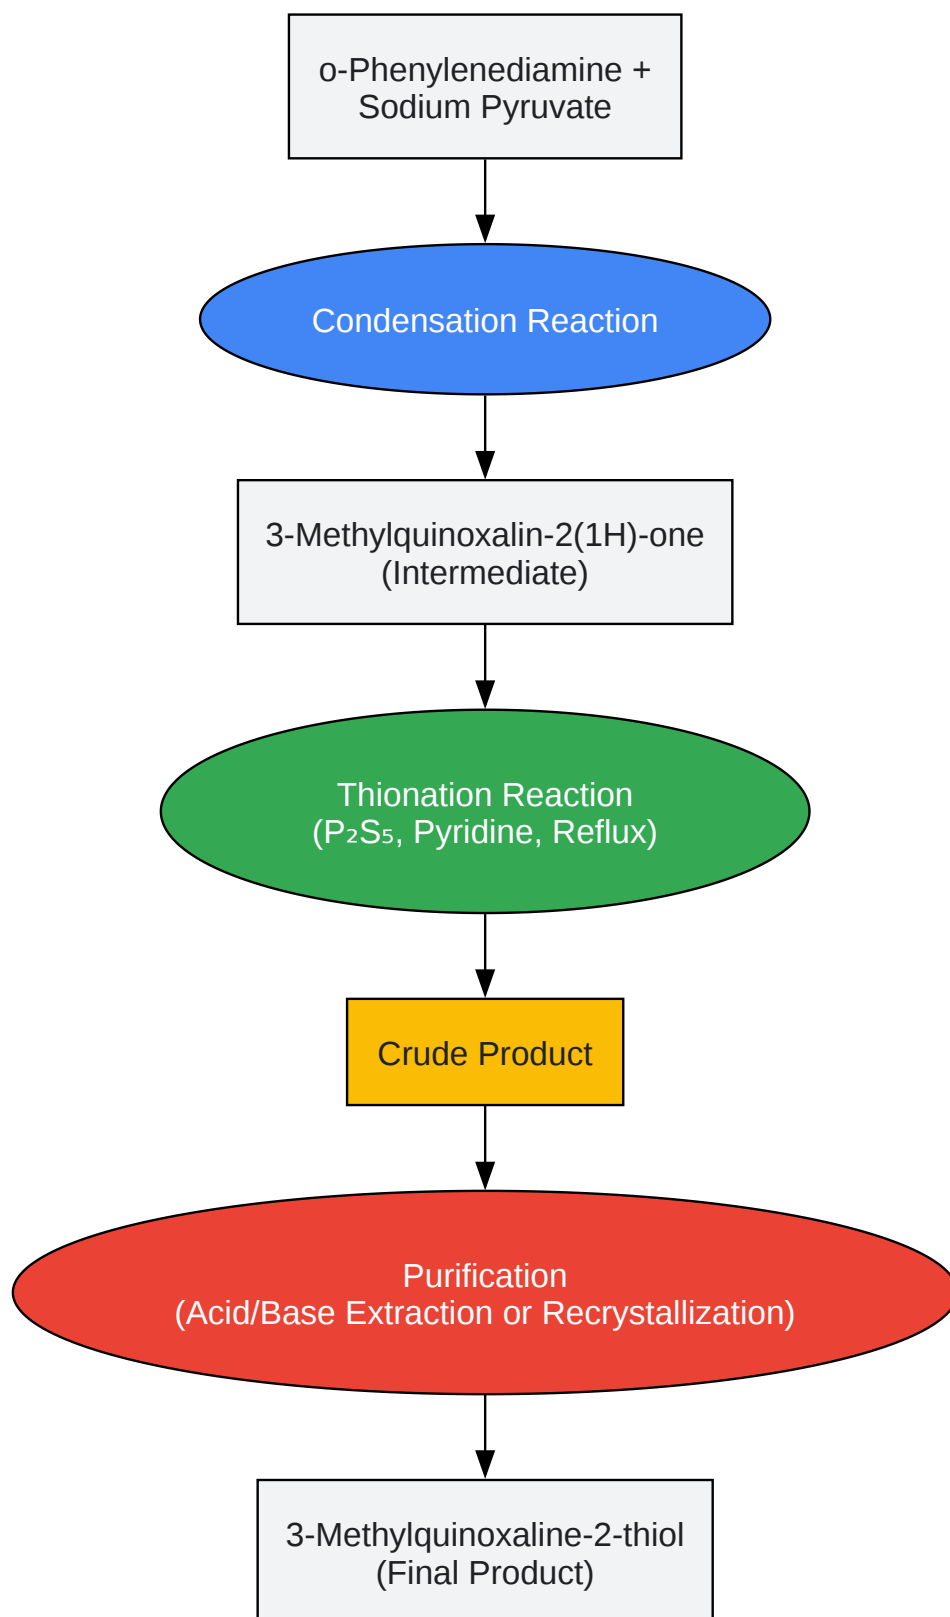 o-Phenylenediamine +
Sodium Pyruvate
Condensation Reaction
3-Methylquinoxalin-2(1H)-one
(Intermediate)
Thionation Reaction
(P₂S₅, Pyridine, Reflux)
Crude Product
Purification
(Acid/Base Extraction or Recrystallization)
3-Methylquinoxaline-2-thiol
(Final Product)